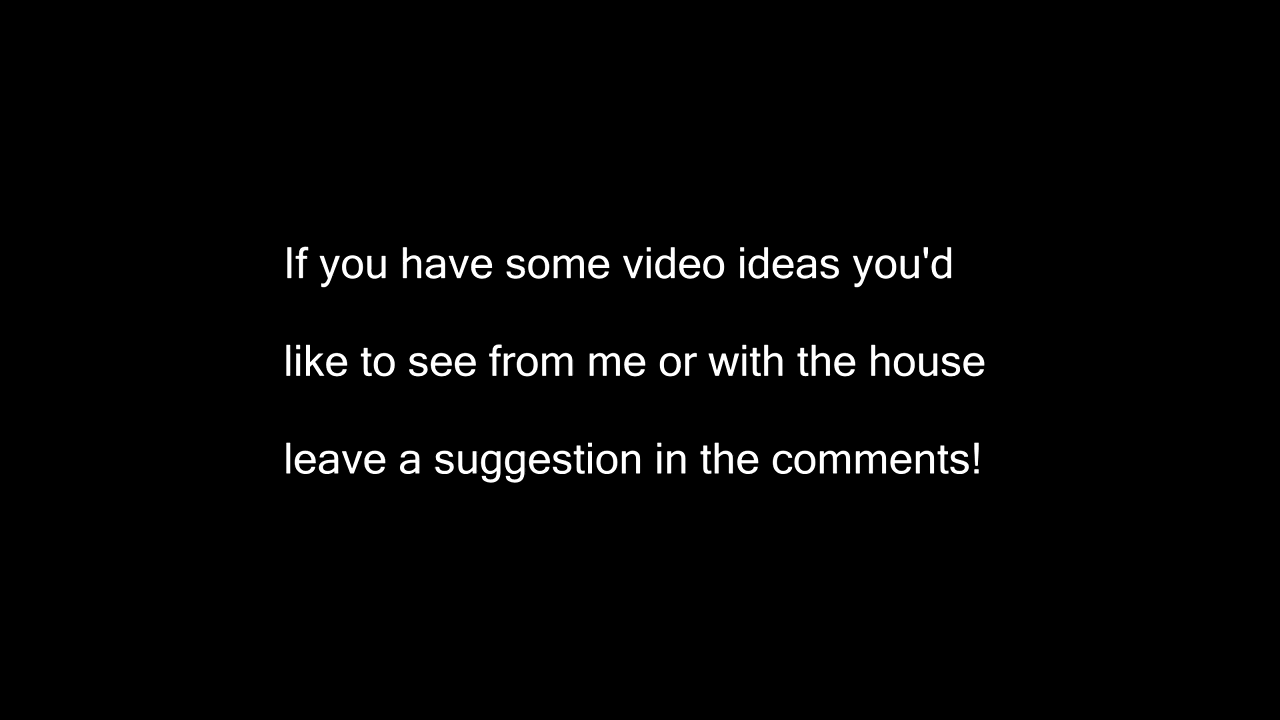 If you have some video ideas you'd
like to see from me or with the house
leave a suggestion in the comments!